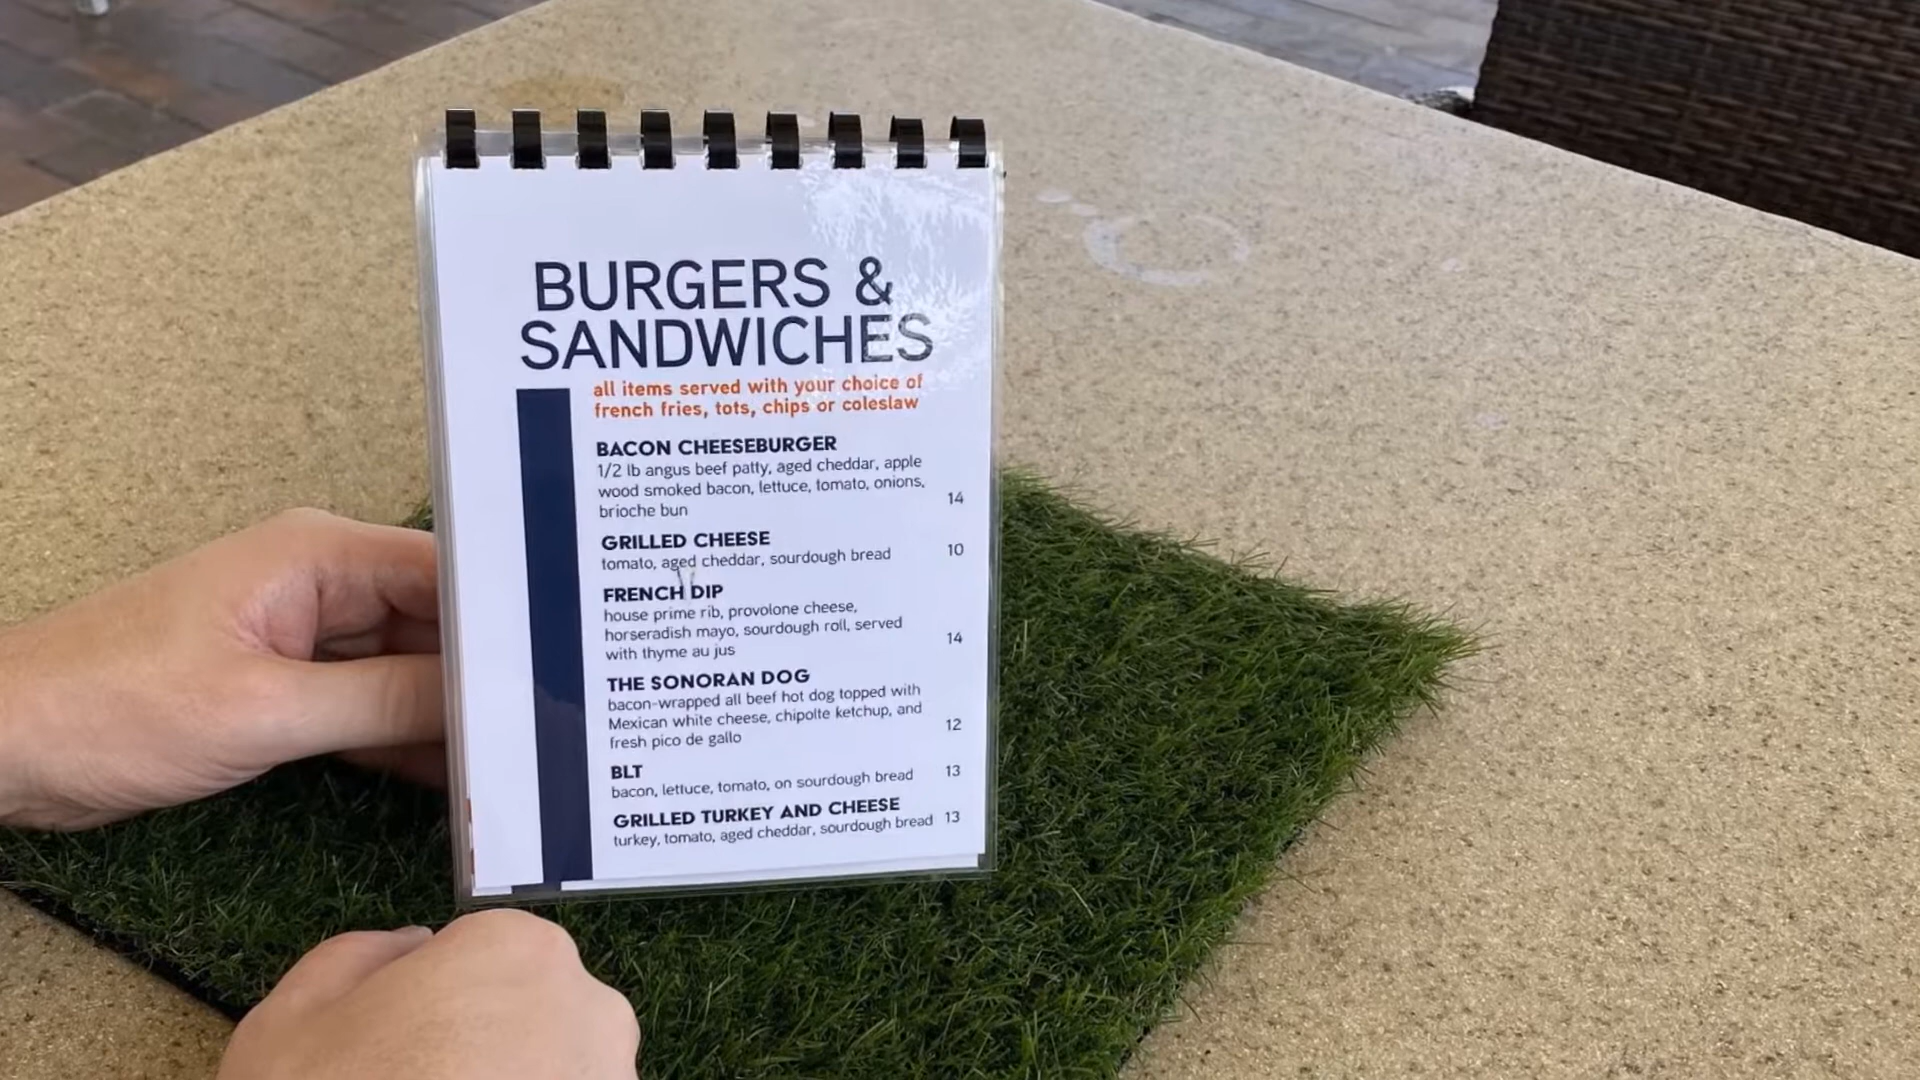 BURGERS &
SANDWICHES
all items served with your choice of
french fries, tots, chips or coleslaw
BACON CHEESEBURGER
1/2 lb angus beef patty, aged cheddar, apple
wood smoked bacon, lettuce, tomato, onions,
brioche bun 14
GRILLED CHEESE
tomato, aged cheddar, sourdough bread 10
FRENCH DIP
house prime rib, provolone cheese,
horseradish mayo, sourdough roll, served
with thyme au jus 14
THE SONORAN DOG
bacon-wrapped all beef hot dog topped with
Mexican white cheese, chipolte ketchup, and
fresh pico de gallo 12
BLT
bacon, lettuce, tomato, on sourdough bread 13
GRILLED TURKEY AND CHEESE
turkey, tomato, aged cheddar, sourdough bread 13